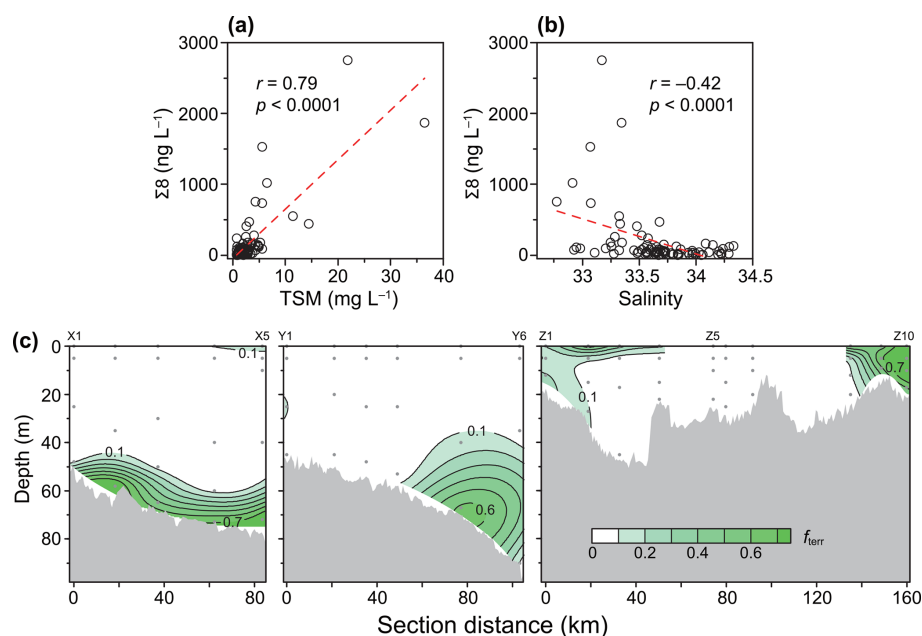 (a)
3000
2000
1000
0
Σ8 (ng L⁻¹)
r = 0.79
p < 0.0001
0 10 20 30 40
TSM (mg L⁻¹)
(b)
3000
2000
1000
0
Σ8 (ng L⁻¹)
r = –0.42
p < 0.0001
33 33.5 34 34.5
Salinity
(c)
X1 X5 Y1 Y6 Z1 Z5 Z10
0
20
40
60
80
Depth (m)
0.1
0.1
0.7
0.1
0.6
0.1
0.7
0 0.2 0.4 0.6 fterr
0 40 80 0 40 80 0 40 80 120 160
Section distance (km)